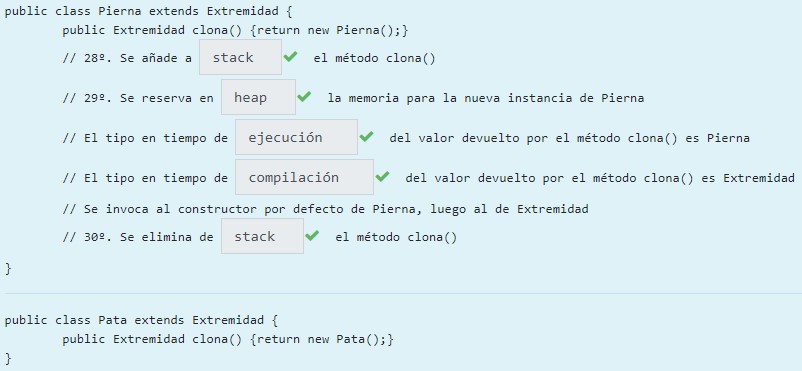 public class Pierna extends Extremidad {
public Extremidad clona() {return new Pierna();}
// 28º. Se añade a stack el método clona()
// 29º. Se reserva en heap la memoria para la nueva instancia de Pierna
// El tipo en tiempo de ejecución del valor devuelto por el método clona() es Pierna
// El tipo en tiempo de compilación del valor devuelto por el método clona() es Extremidad
// Se invoca al constructor por defecto de Pierna, luego al de Extremidad
// 30º. Se elimina de stack el método clona()
}
public class Pata extends Extremidad {
public Extremidad clona() {return new Pata();}
}